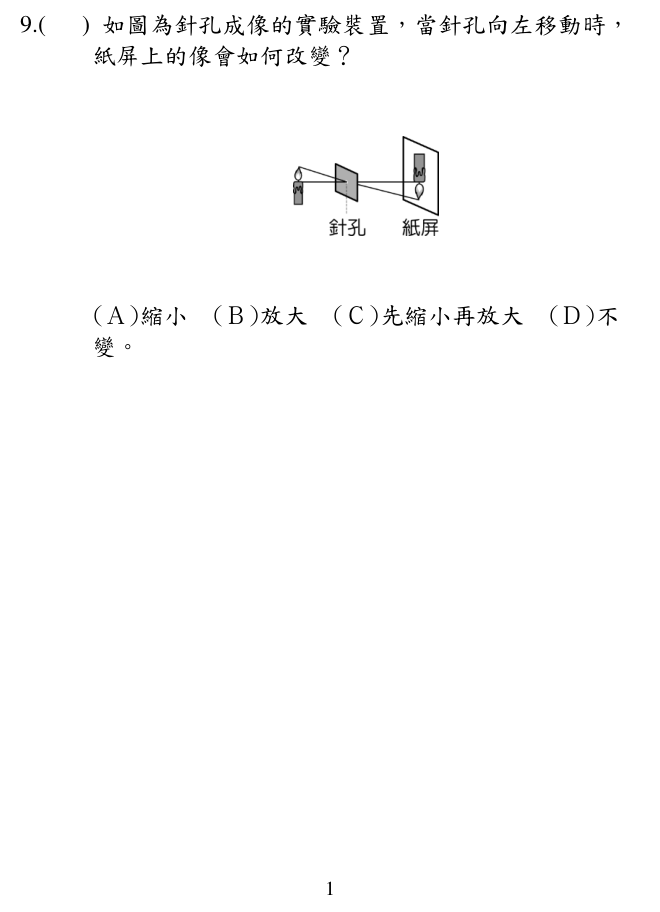 9.(　　) 如圖為針孔成像的實驗裝置，當針孔向左移動時，
紙屏上的像會如何改變？
針孔　紙屏
（Ａ)縮小　（Ｂ)放大　（Ｃ)先縮小再放大　（Ｄ)不
變。
1